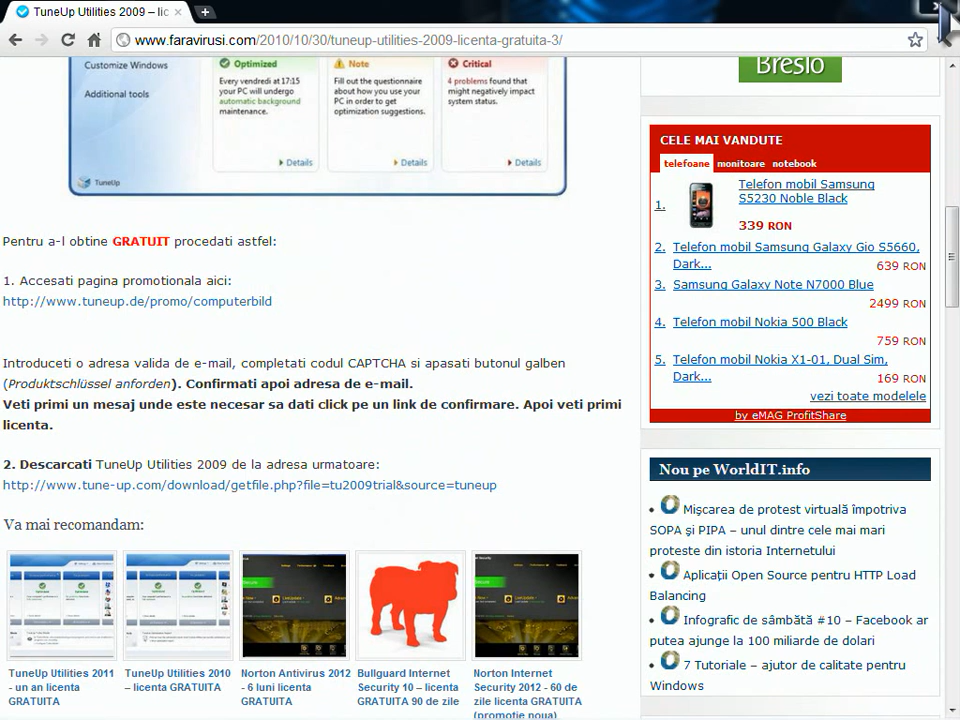 TuneUp Utilities 2009 – lic
www.faravirusi.com/2010/10/30/tuneup-utilities-2009-licenta-gratuita-3/
Customize Windows
Additional tools
Optimized
Every vendredi at 17:15
your PC will undergo
automatic background
maintenance.
Details
Note
Fill out the questionnaire
about how you use your
PC in order to get
optimization suggestions.
Details
Critical
4 problems found that
might negatively impact
system status.
Details
TuneUp
Pentru a-l obtine GRATUIT procedati astfel:
1. Accesati pagina promotionala aici:
http://www.tuneup.de/promo/computerbild
Introduceti o adresa valida de e-mail, completati codul CAPTCHA si apasati butonul galben
(Produktschlüssel anforden). Confirmati apoi adresa de e-mail.
Veti primi un mesaj unde este necesar sa dati click pe un link de confirmare. Apoi veti primi
licenta.
2. Descarcati TuneUp Utilities 2009 de la adresa urmatoare:
http://www.tune-up.com/download/getfile.php?file=tu2009trial&source=tuneup
Va mai recomandam:
TuneUp Utilities 2011
- un an licenta
GRATUITA
TuneUp Utilities 2010
– licenta GRATUITA
Norton Antivirus 2012
- 6 luni licenta
GRATUITA
Bullguard Internet
Security 10 – licenta
GRATUITA 90 de zile
Norton Internet
Security 2012 - 60 de
zile licenta GRATUITA
(promotie noua)
Breslo
CELE MAI VANDUTE
telefoane monitoare notebook
1.
Telefon mobil Samsung
S5230 Noble Black
339 RON
2. Telefon mobil Samsung Galaxy Gio S5660,
Dark...
639 RON
3. Samsung Galaxy Note N7000 Blue
2499 RON
4. Telefon mobil Nokia 500 Black
759 RON
5. Telefon mobil Nokia X1-01, Dual Sim,
Dark...
169 RON
vezi toate modelele
by eMAG ProfitShare
Nou pe WorldIT.info
Mişcarea de protest virtuală împotriva
SOPA şi PIPA – unul dintre cele mai mari
proteste din istoria Internetului
Aplicaţii Open Source pentru HTTP Load
Balancing
Infografic de sâmbătă #10 – Facebook ar
putea ajunge la 100 miliarde de dolari
7 Tutoriale – ajutor de calitate pentru
Windows